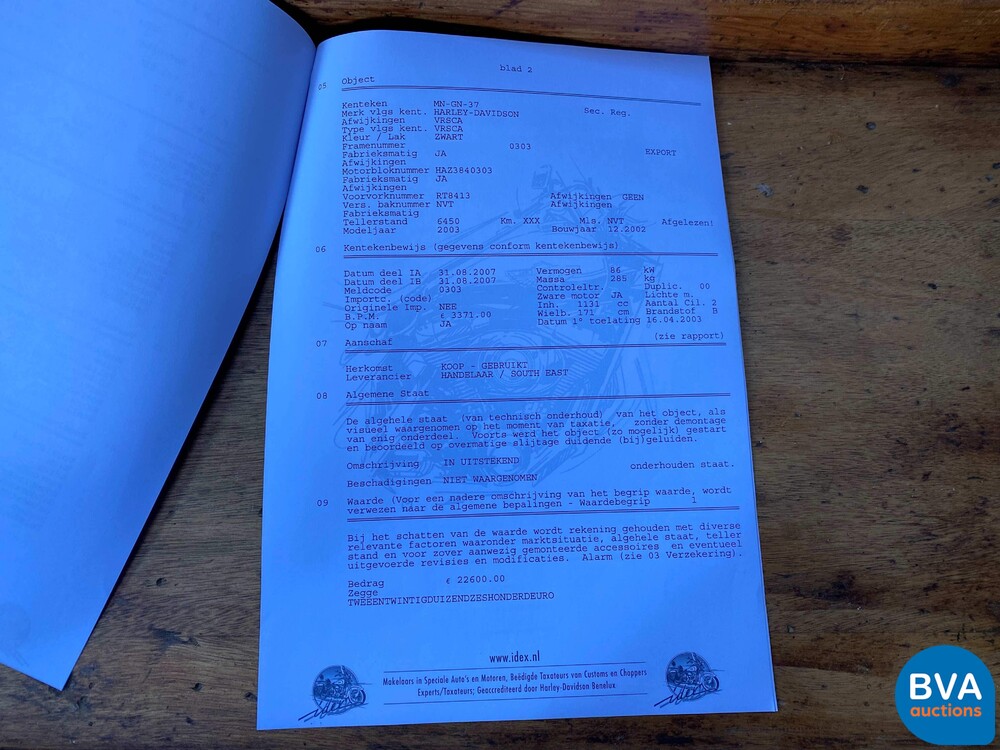 blad 2
05 Object
Kenteken MN-GN-37 Sec. Reg.
Merk vlgs kent. HARLEY-DAVIDSON
Afwijkingen VRSCA
Type vlgs kent. VRSCA
Kleur / Lak ZWART
Framenummer 0303
Fabrieksmatig JA EXPORT
Afwijkingen
Motorbloknummer HAZ3840303
Fabrieksmatig JA
Afwijkingen
Voorvorknummer RT8413 Afwijkingen GEEN
Vers. baknummer NVT Afwijkingen
Fabrieksmatig
Tellerstand 6450 Km. XXX Mls. NVT Afgelezen!
Modeljaar 2003 Bouwjaar 12.2002
06 Kentekenbewijs (gegevens conform kentekenbewijs)
Datum deel IA 31.08.2007 Vermogen 86 kW
Datum deel IB 31.08.2007 Massa 285 kg
Meldcode 0303 Controleltr. Duplic. 00
Importc. (code) Zware motor JA Lichte m.
Originele Imp. NEE Inh. 1131 cc Aantal Cil. 2
B.P.M. € 3371.00 Wielb. 171 cm Brandstof B
Op naam JA Datum 1° toelating 16.04.2003
07 Aanschaf (zie rapport)
Herkomst KOOP - GEBRUIKT
Leverancier HANDELAAR / SOUTH EAST
08 Algemene Staat
De algehele staat (van technisch onderhoud) van het object, als
visueel waargenomen op het moment van taxatie, zonder demontage
van enig onderdeel. Voorts werd het object (zo mogelijk) gestart
en beoordeeld op overmatige slijtage duidende (bij)geluiden.
Omschrijving IN UITSTEKEND onderhouden staat.
Beschadigingen NIET WAARGENOMEN
09 Waarde (Voor een nadere omschrijving van het begrip waarde, wordt
verwezen naar de algemene bepalingen - Waardebegrip 1
Bij het schatten van de waarde wordt rekening gehouden met diverse
relevante factoren waaronder marktsituatie, algehele staat, teller
stand en voor zover aanwezig gemonteerde accessoires en eventueel
uitgevoerde revisies en modificaties. Alarm (zie 03 Verzekering).
Bedrag € 22600.00
Zegge
TWEEENTWINTIGDUIZENDZESHONDERDEURO
www.idex.nl
Makelaars in Speciale Auto's en Motoren, Beëdigde Taxateurs van Customs en Choppers
Experts/Taxateurs; Geaccrediteerd door Harley-Davidson Benelux
idex
idex
BVA
auctions